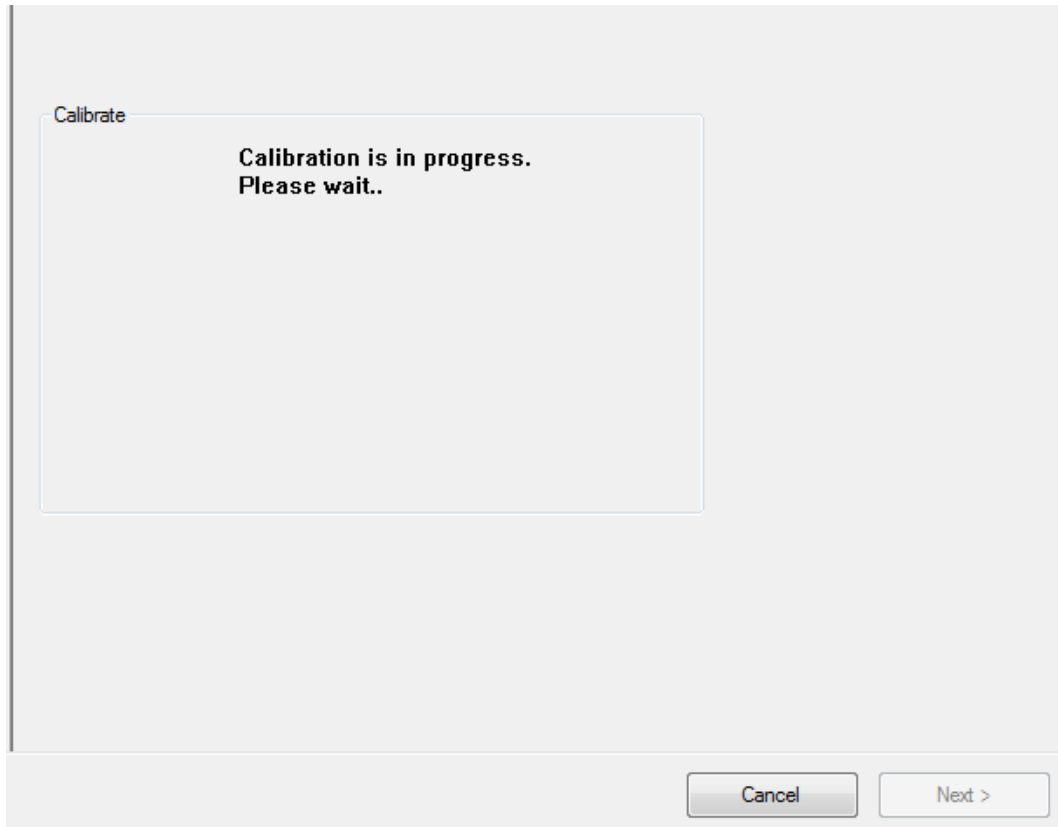 Calibrate
Calibration is in progress.
Please wait..
Cancel
Next >